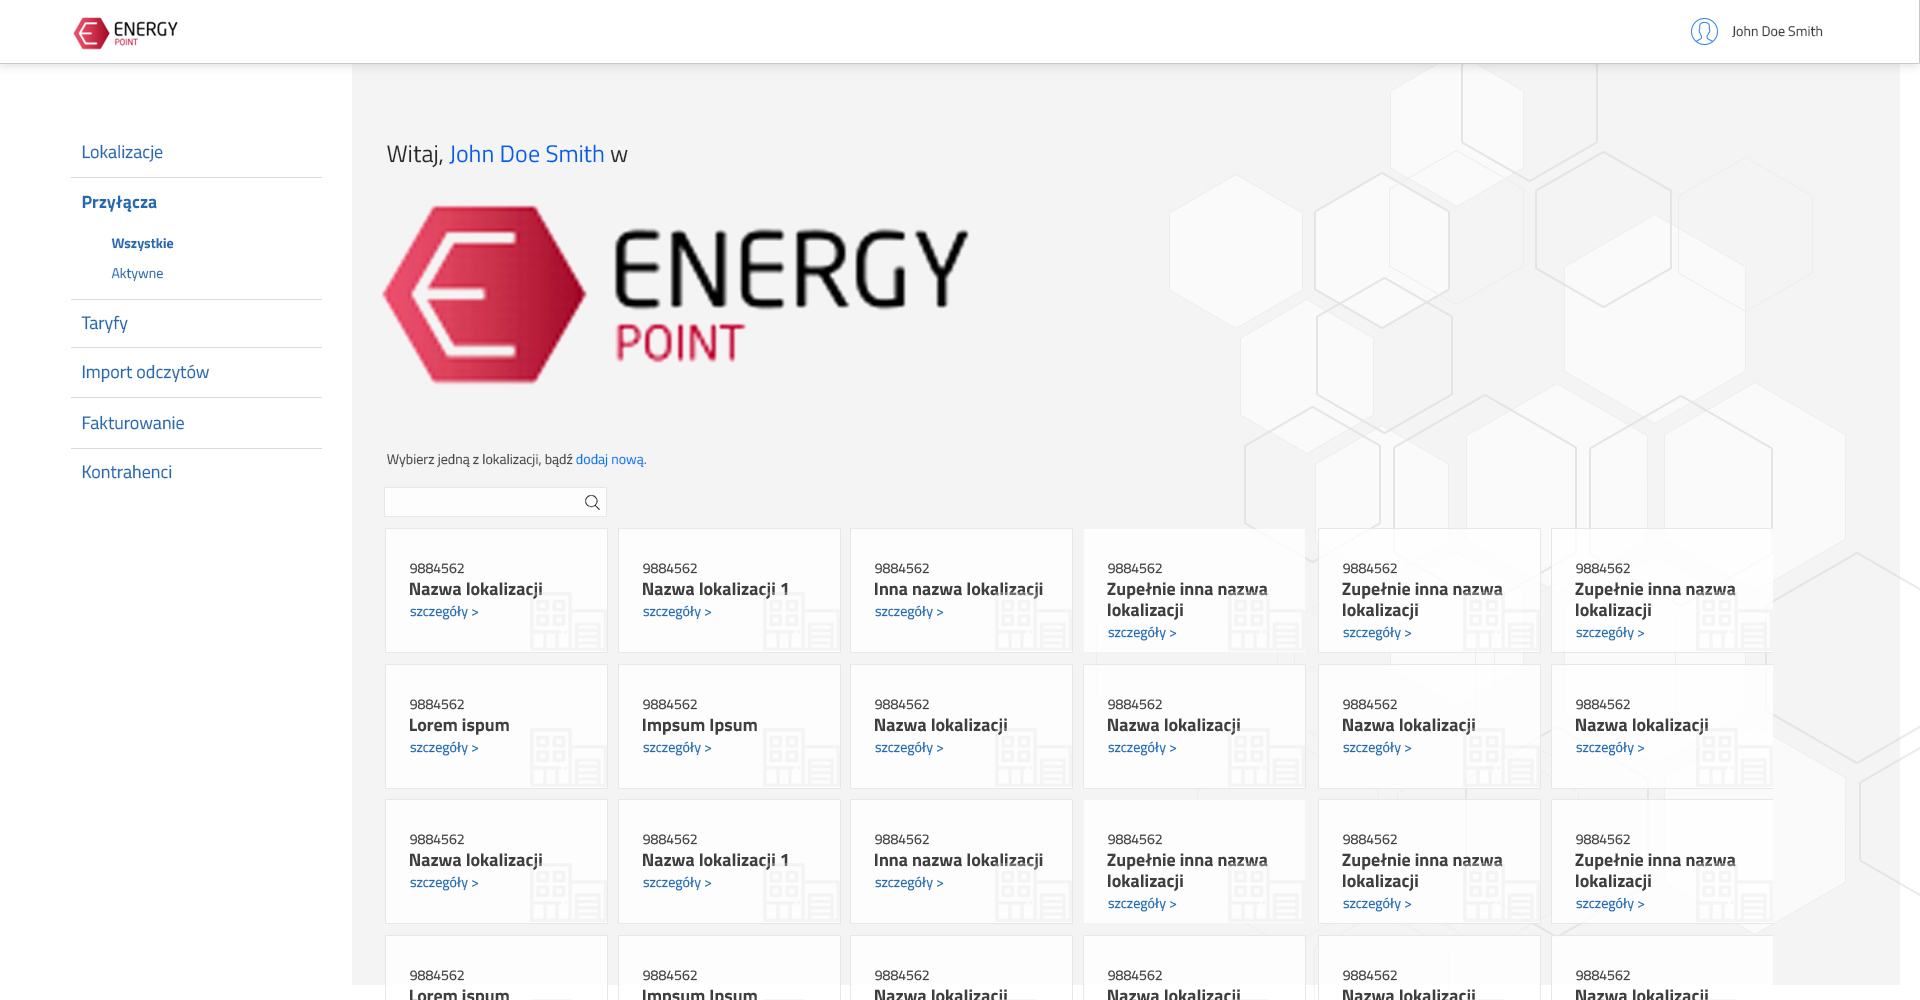 ENERGY
POINT
John Doe Smith
Lokalizacje
Przyłącza
Wszystkie
Aktywne
Taryfy
Import odczytów
Fakturowanie
Kontrahenci
Witaj, John Doe Smith w
ENERGY
POINT
Wybierz jedną z lokalizacji, bądź dodaj nową.
9884562
Nazwa lokalizacji
szczegóły >
9884562
Nazwa lokalizacji 1
szczegóły >
9884562
Inna nazwa lokalizacji
szczegóły >
9884562
Zupełnie inna nazwa
lokalizacji
szczegóły >
9884562
Zupełnie inna nazwa
lokalizacji
szczegóły >
9884562
Zupełnie inna nazwa
lokalizacji
szczegóły >
9884562
Lorem ispum
szczegóły >
9884562
Impsum Ipsum
szczegóły >
9884562
Nazwa lokalizacji
szczegóły >
9884562
Nazwa lokalizacji
szczegóły >
9884562
Nazwa lokalizacji
szczegóły >
9884562
Nazwa lokalizacji
szczegóły >
9884562
Nazwa lokalizacji
szczegóły >
9884562
Nazwa lokalizacji 1
szczegóły >
9884562
Inna nazwa lokalizacji
szczegóły >
9884562
Zupełnie inna nazwa
lokalizacji
szczegóły >
9884562
Zupełnie inna nazwa
lokalizacji
szczegóły >
9884562
Zupełnie inna nazwa
lokalizacji
szczegóły >
9884562
Lorem ispum
9884562
Impsum Ipsum
9884562
Nazwa lokalizacji
9884562
Nazwa lokalizacji
9884562
Nazwa lokalizacji
9884562
Nazwa lokalizacji